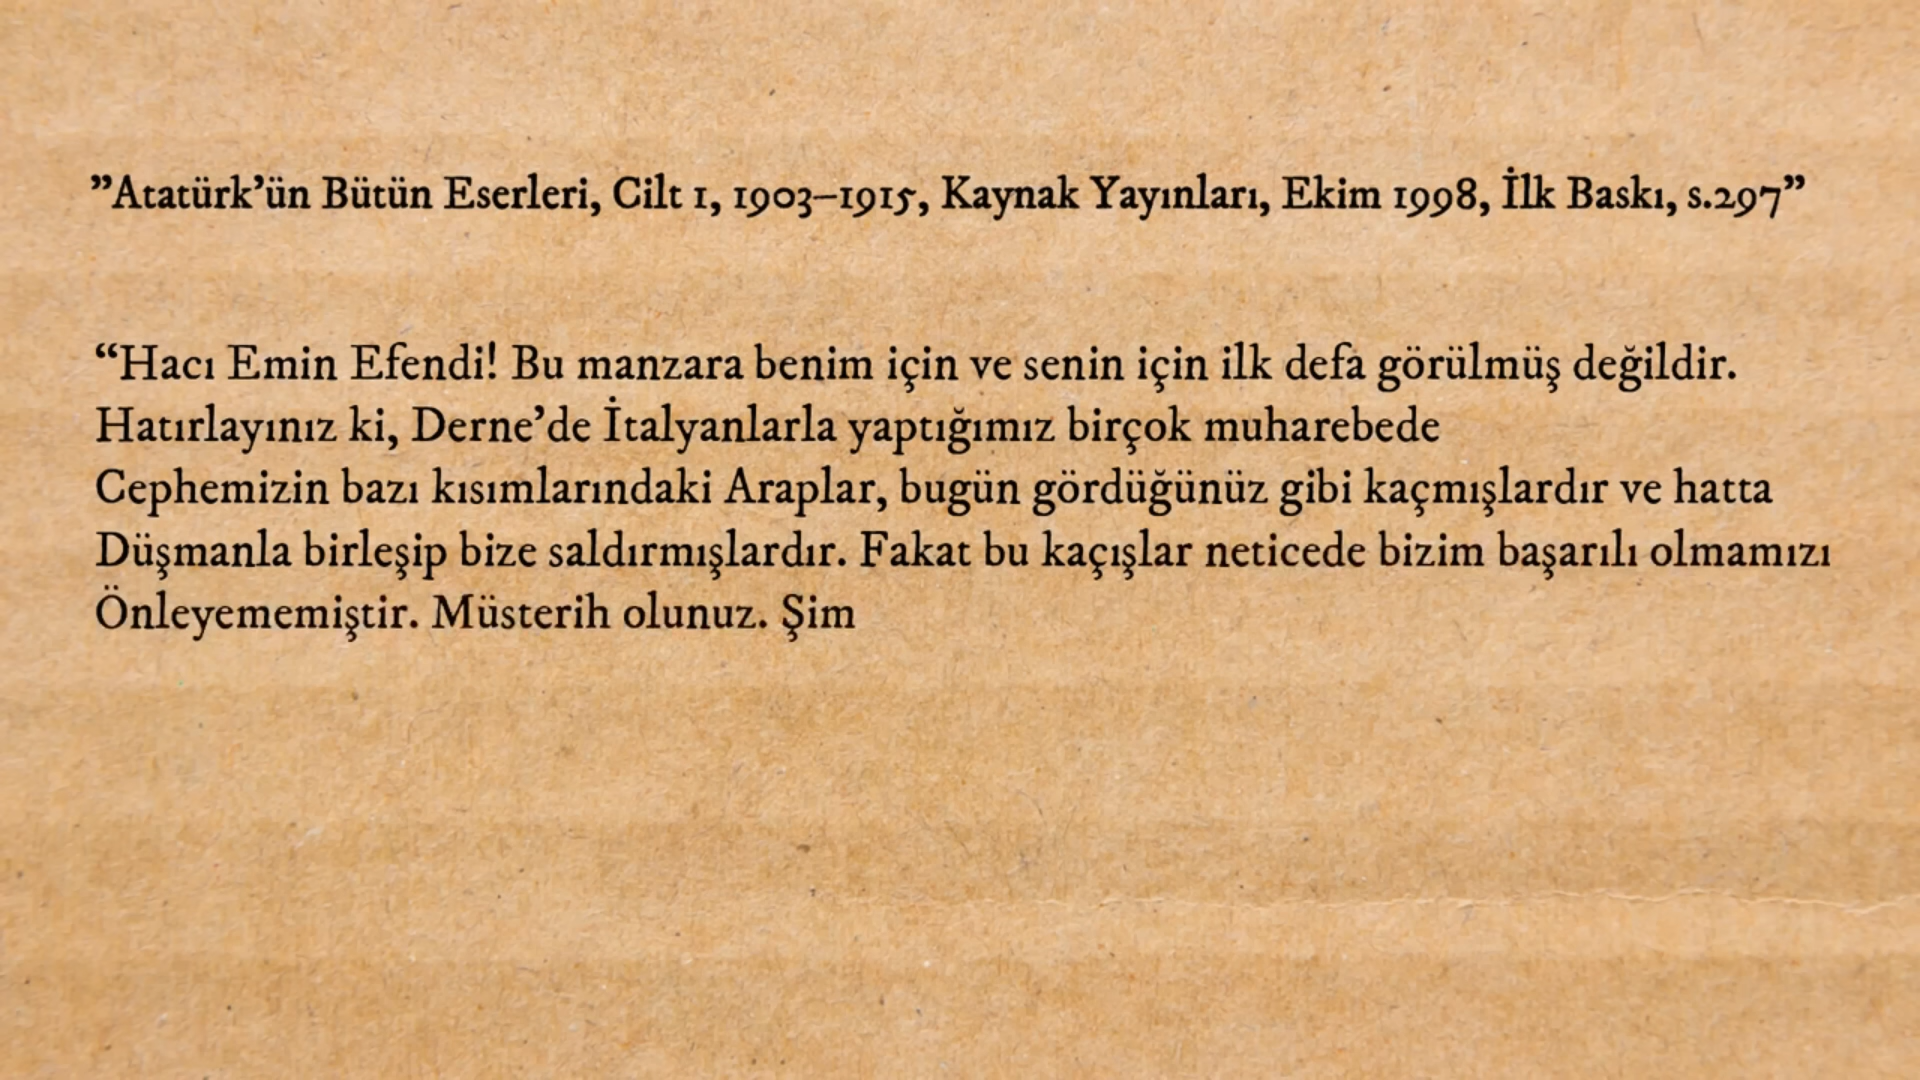 ”Atatürk’ün Bütün Eserleri, Cilt 1, 1903–1915, Kaynak Yayınları, Ekim 1998, İlk Baskı, s.297”
“Hacı Emin Efendi! Bu manzara benim için ve senin için ilk defa görülmüş değildir.
Hatırlayınız ki, Derne’de İtalyanlarla yaptığımız birçok muharebede
Cephemizin bazı kısımlarındaki Araplar, bugün gördüğünüz gibi kaçmışlardır ve hatta
Düşmanla birleşip bize saldırmışlardır. Fakat bu kaçışlar neticede bizim başarılı olmamızı
Önleyememiştir. Müsterih olunuz. Şim